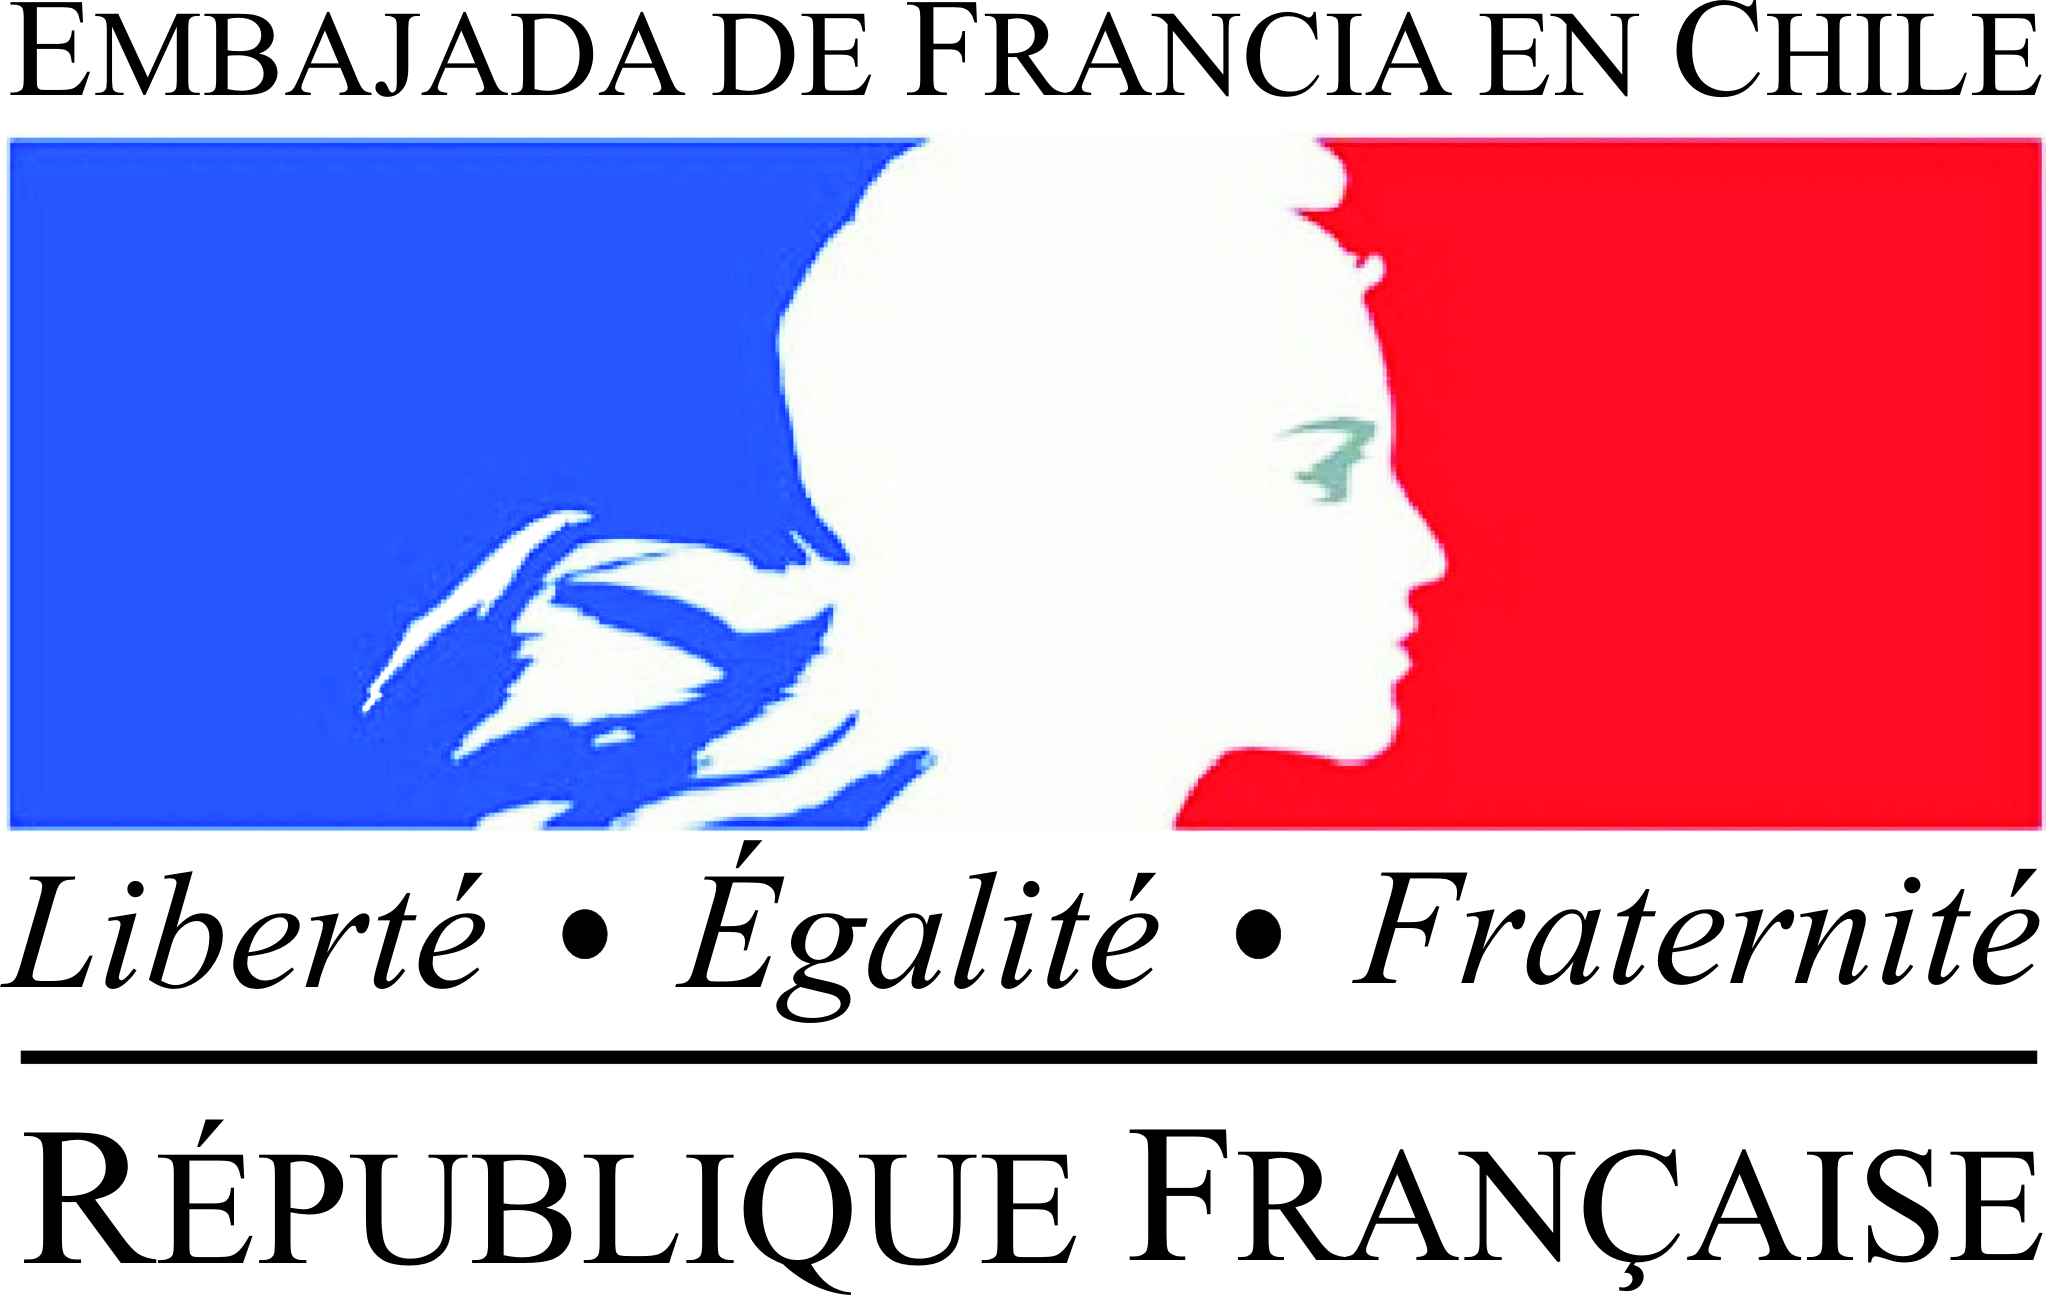 EMBAJADA DE FRANCIA EN CHILE
Liberté • Égalité • Fraternité
RÉPUBLIQUE FRANÇAISE